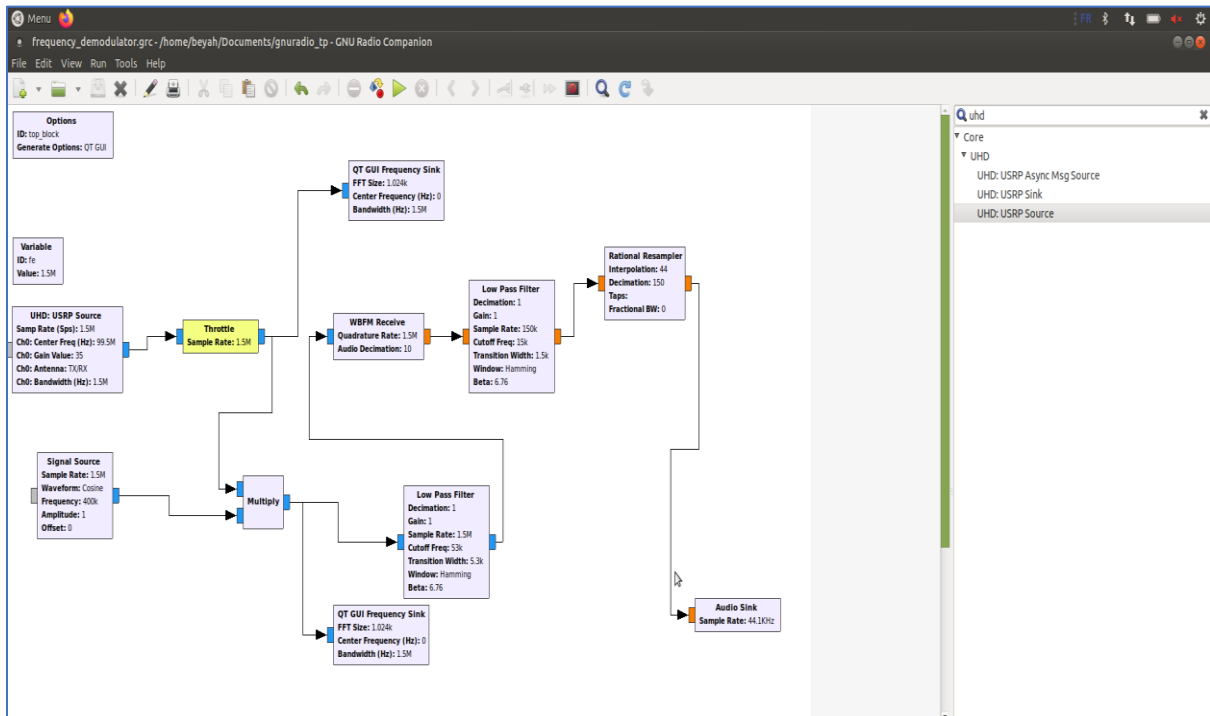 Menu
FR
frequency_demodulator.grc - /home/beyah/Documents/gnuradio_tp - GNU Radio Companion
File Edit View Run Tools Help
Options
ID: top_block
Generate Options: QT GUI
Variable
ID: fe
Value: 1.5M
UHD: USRP Source
Samp Rate (Sps): 1.5M
Ch0: Center Freq (Hz): 99.5M
Ch0: Gain Value: 35
Ch0: Antenna: TX/RX
Ch0: Bandwidth (Hz): 1.5M
Throttle
Sample Rate: 1.5M
QT GUI Frequency Sink
FFT Size: 1.024k
Center Frequency (Hz): 0
Bandwidth (Hz): 1.5M
WBFM Receive
Quadrature Rate: 1.5M
Audio Decimation: 10
Low Pass Filter
Decimation: 1
Gain: 1
Sample Rate: 150k
Cutoff Freq: 15k
Transition Width: 1.5k
Window: Hamming
Beta: 6.76
Rational Resampler
Interpolation: 44
Decimation: 150
Taps:
Fractional BW: 0
Signal Source
Sample Rate: 1.5M
Waveform: Cosine
Frequency: 400k
Amplitude: 1
Offset: 0
Multiply
Low Pass Filter
Decimation: 1
Gain: 1
Sample Rate: 1.5M
Cutoff Freq: 53k
Transition Width: 5.3k
Window: Hamming
Beta: 6.76
QT GUI Frequency Sink
FFT Size: 1.024k
Center Frequency (Hz): 0
Bandwidth (Hz): 1.5M
Audio Sink
Sample Rate: 44.1KHz
uhd
Core
UHD
UHD: USRP Async Msg Source
UHD: USRP Sink
UHD: USRP Source